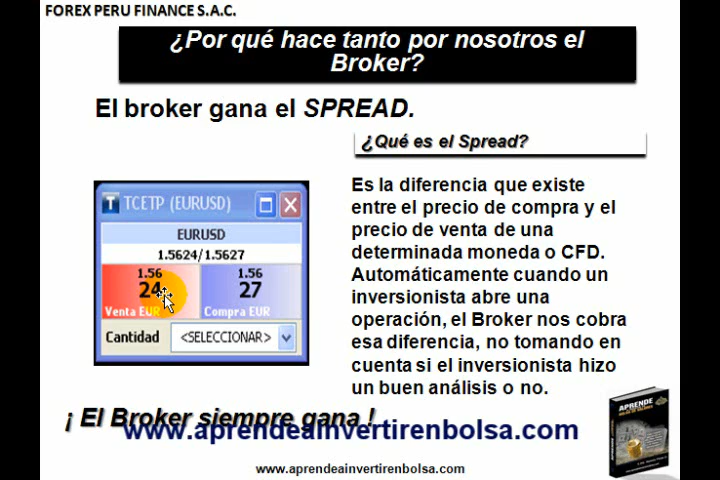 FOREX PERU FINANCE S.A.C.
¿Por qué hace tanto por nosotros el
Broker?
El broker gana el SPREAD.
¿Qué es el Spread?
TCETP (EURUSD)
EURUSD
1.5624/1.5627
1.56
24
Venta EUR
1.56
27
Compra EUR
Cantidad
<SELECCIONAR>
Es la diferencia que existe
entre el precio de compra y el
precio de venta de una
determinada moneda o CFD.
Automáticamente cuando un
inversionista abre una
operación, el Broker nos cobra
esa diferencia, no tomando en
cuenta si el inversionista hizo
un buen análisis o no.
¡ El Broker siempre gana !
www.aprendeainvertirenbolsa.com
APRENDE
www.aprendeainvertirenbolsa.com